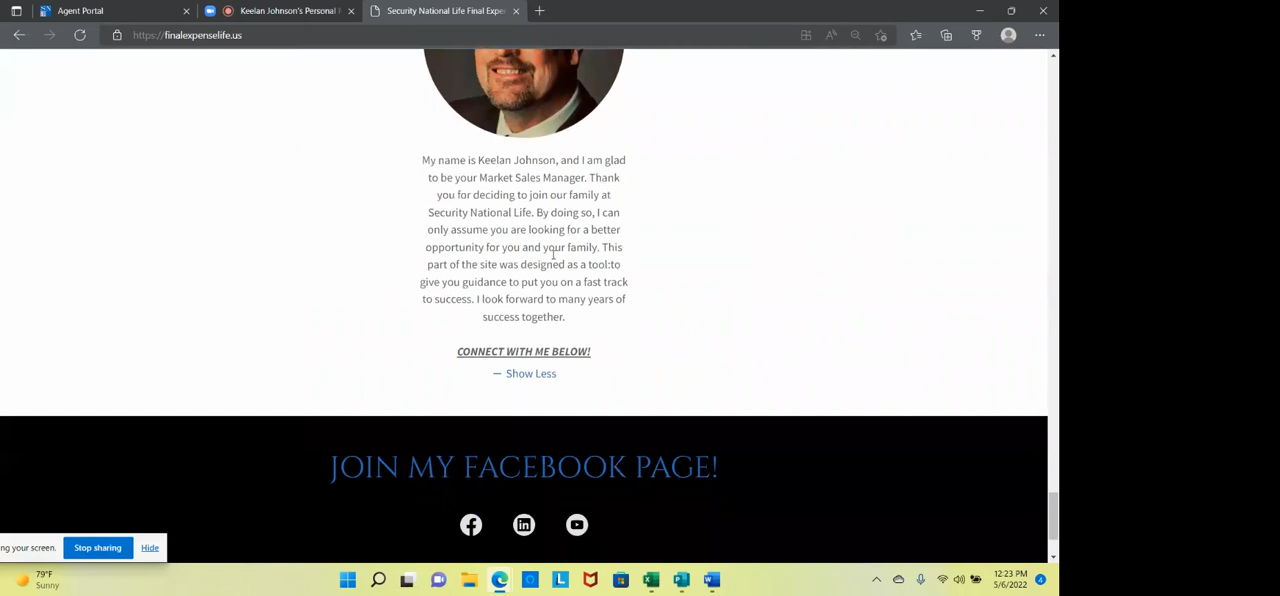 Agent Portal
Keelan Johnson's Personal
Security National Life Final Expe
https://finalexpenselife.us
My name is Keelan Johnson, and I am glad
to be your Market Sales Manager. Thank
you for deciding to join our family at
Security National Life. By doing so, I can
only assume you are looking for a better
opportunity for you and your family. This
part of the site was designed as a tool:to
give you guidance to put you on a fast track
to success. I look forward to many years of
success together.
CONNECT WITH ME BELOW!
— Show Less
JOIN MY FACEBOOK PAGE!
ng your screen. Stop sharing Hide
79°F
Sunny
12:23 PM
5/6/2022
4